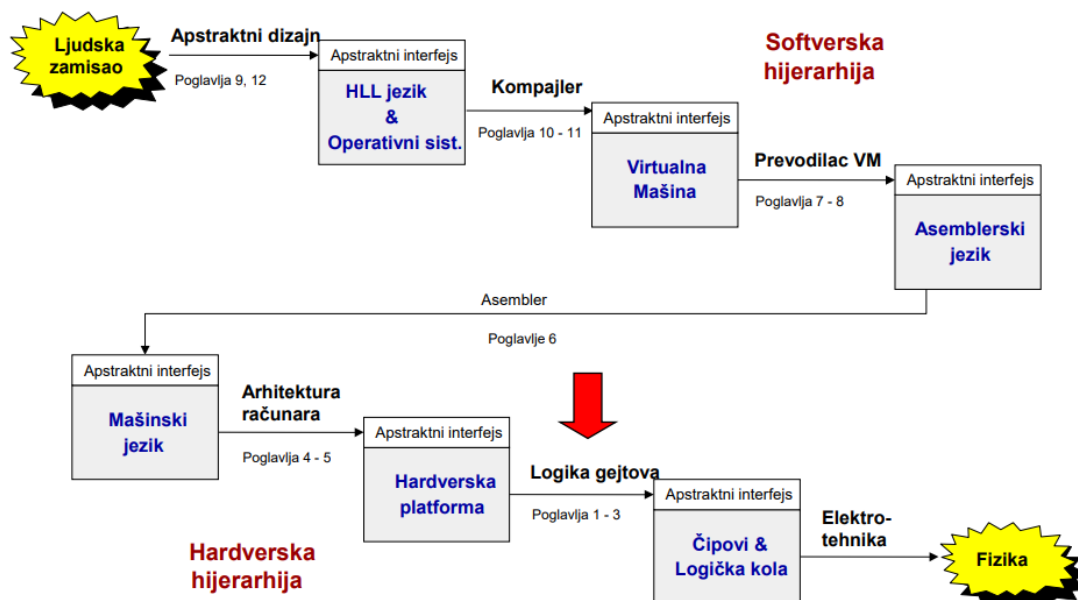 Ljudska
zamisao
Apstraktni dizajn
Poglavlja 9, 12
Apstraktni interfejs
HLL jezik
&
Operativni sist.
Kompajler
Poglavlja 10 - 11
Softverska
hijerarhija
Apstraktni interfejs
Virtualna
Mašina
Prevodilac VM
Poglavlja 7 - 8
Apstraktni interfejs
Asemblerski
jezik
Asembler
Poglavlje 6
Apstraktni interfejs
Mašinski
jezik
Arhitektura
računara
Poglavlja 4 - 5
Apstraktni interfejs
Hardverska
platforma
Logika gejtova
Poglavlja 1 - 3
Apstraktni interfejs
Čipovi &
Logička kola
Elektro-
tehnika
Fizika
Hardverska
hijerarhija